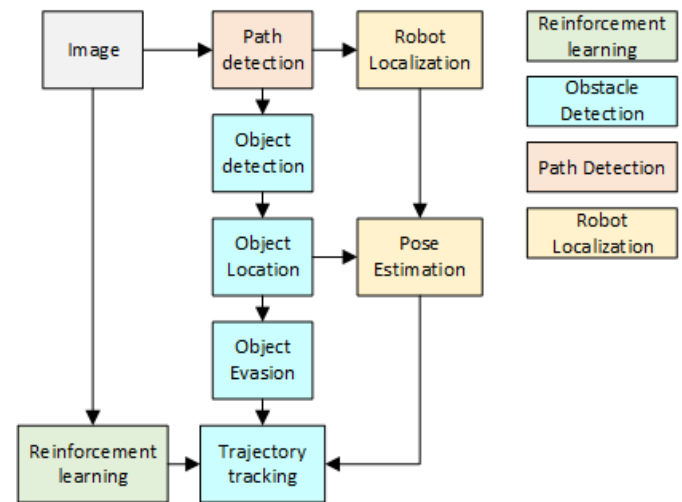 Image
Path
detection
Robot
Localization
Reinforcement
learning
Object
detection
Obstacle
Detection
Path Detection
Object
Location
Pose
Estimation
Robot
Localization
Object
Evasion
Reinforcement
learning
Trajectory
tracking